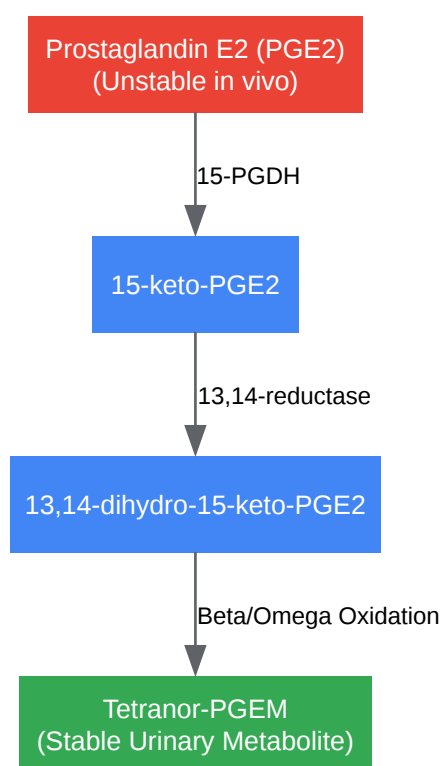 Prostaglandin E2 (PGE2)
(Unstable in vivo)
15-PGDH
15-keto-PGE2
13,14-reductase
13,14-dihydro-15-keto-PGE2
Beta/Omega Oxidation
Tetranor-PGEM
(Stable Urinary Metabolite)